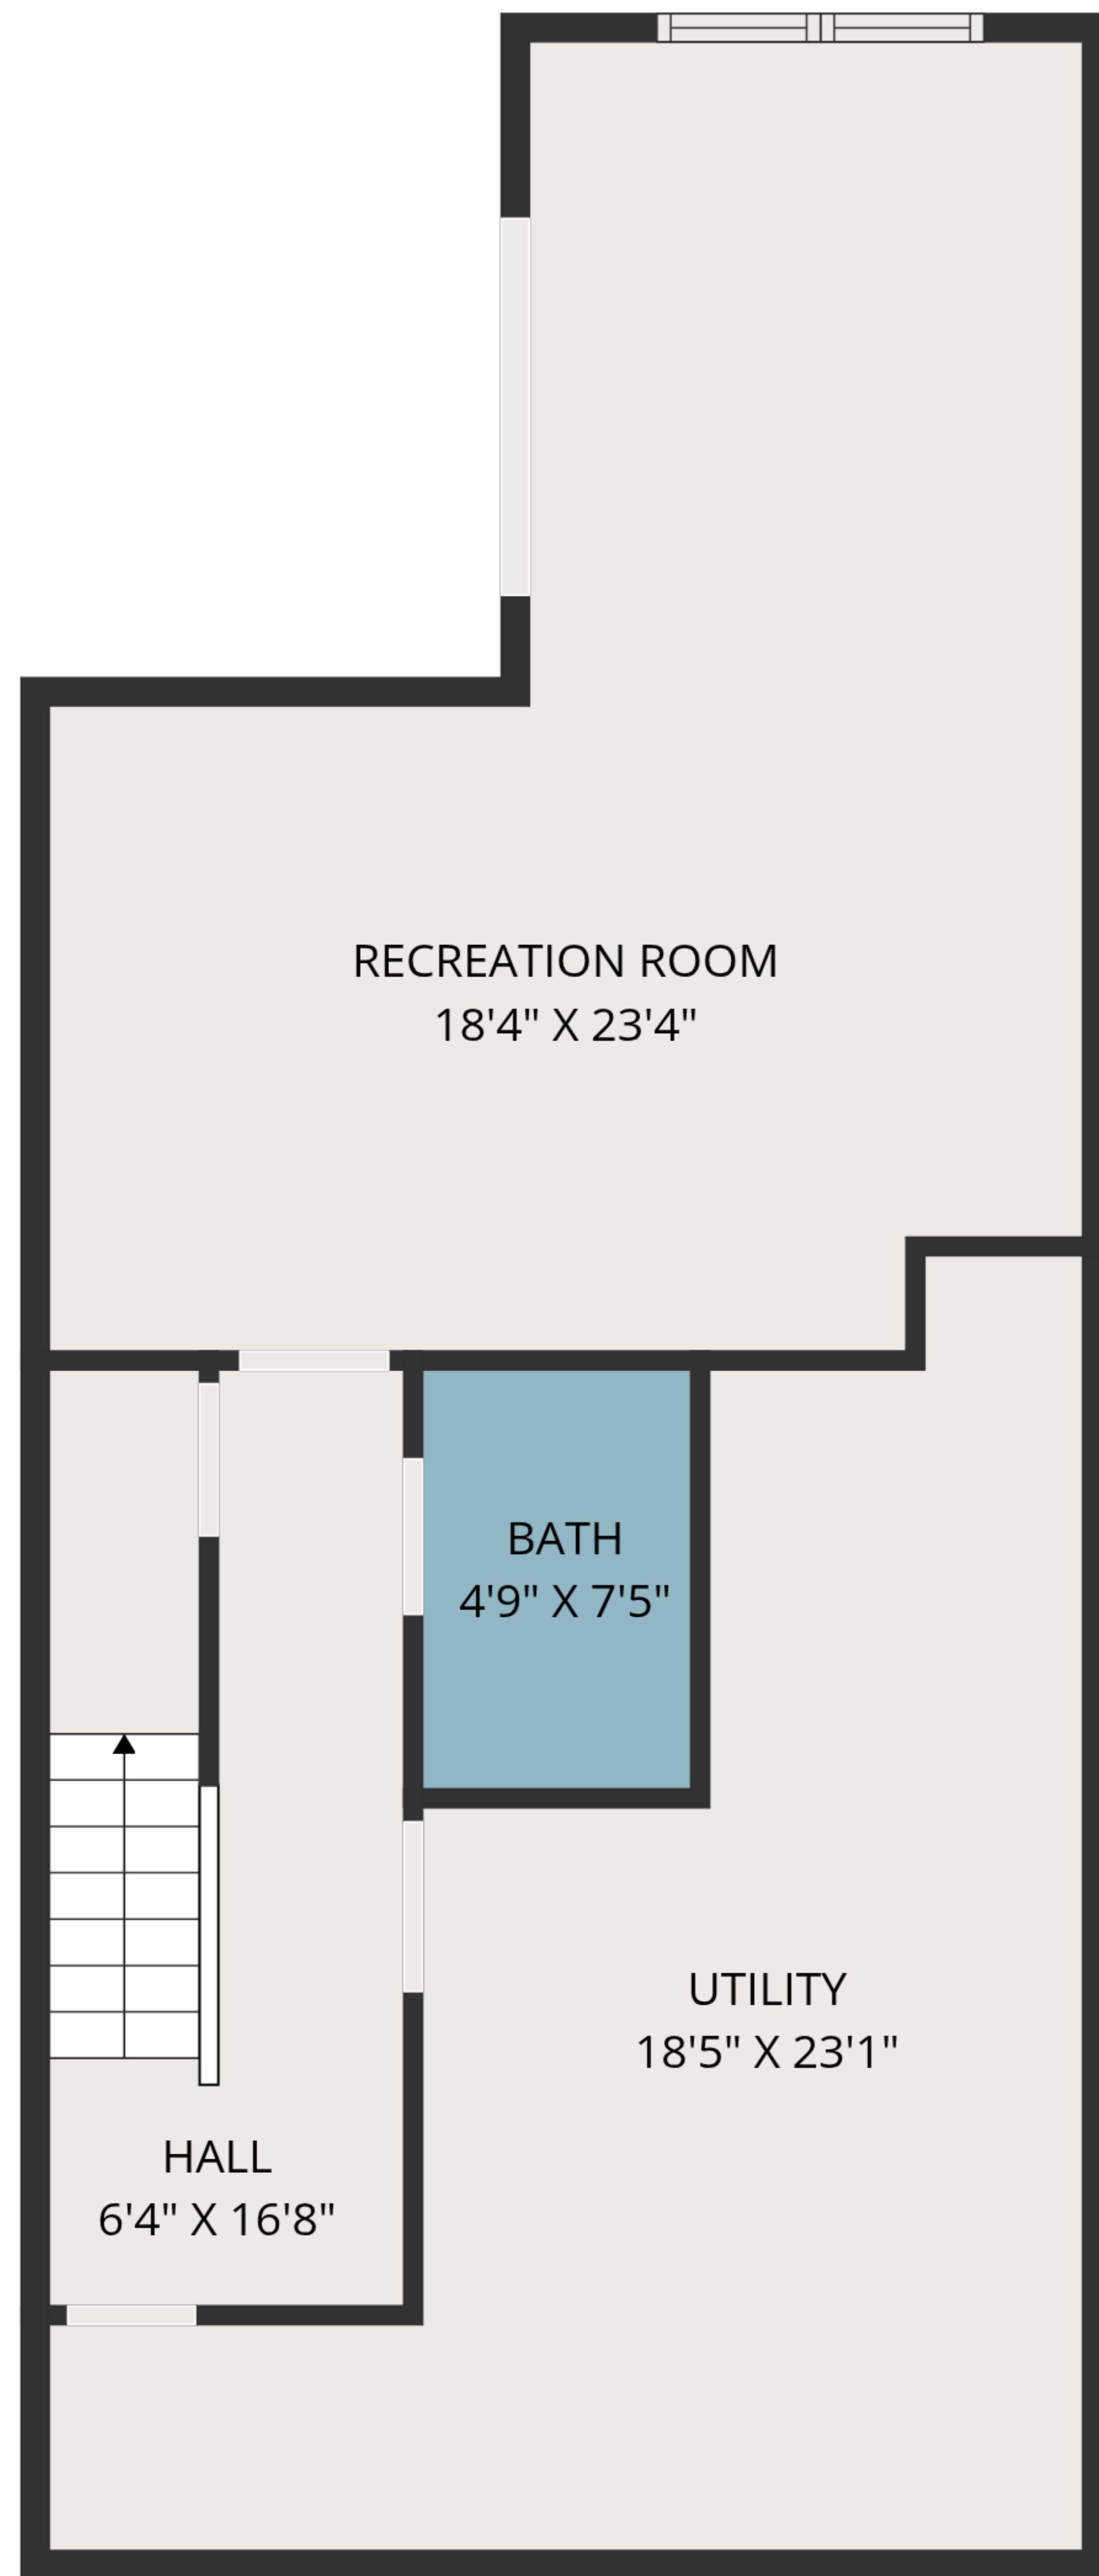 RECREATION ROOM
18'4" X 23'4"
BATH
4'9" X 7'5"
UTILITY
18'5" X 23'1"
HALL
6'4" X 16'8"